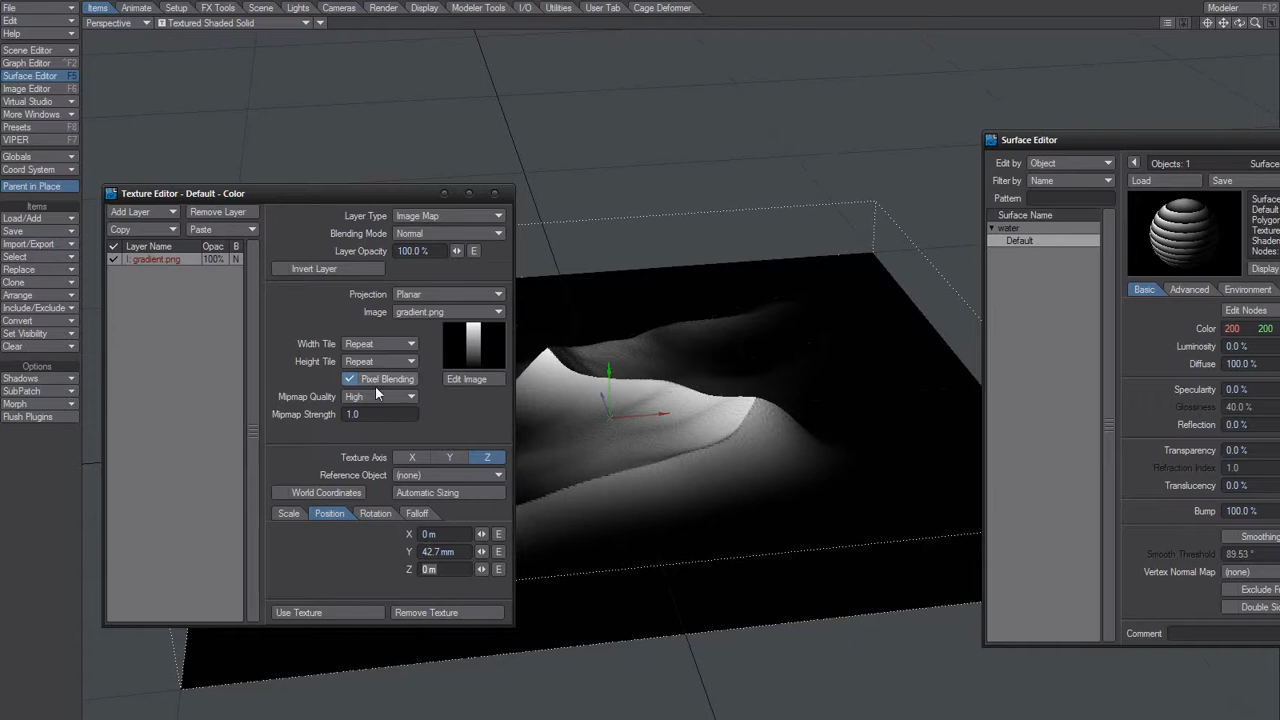 File
Items
Animate
Setup
FX Tools
Scene
Lights
Cameras
Render
Display
Modeler Tools
I/O
Utilities
User Tab
Cage Deformer
Modeler F12
Edit
Perspective
Textured Shaded Solid
Help
Scene Editor
Graph Editor ^F2
Surface Editor F5
Image Editor F6
Virtual Studio
More Windows
Presets F8
VIPER F7
Globals
Coord System
Parent in Place
Items
Load/Add
Save
Import/Export
Select
Replace
Clone
Arrange
Include/Exclude
Convert
Set Visibility
Clear
Options
Shadows
SubPatch
Morph
Flush Plugins
Texture Editor - Default - Color
Add Layer
Remove Layer
Copy
Paste
Layer Name Opac B
I: gradient.png 100% N
Layer Type Image Map
Blending Mode Normal
Layer Opacity 100.0 % E
Invert Layer
Projection Planar
Image gradient.png
Width Tile Repeat
Height Tile Repeat
Pixel Blending
Edit Image
Mipmap Quality High
Mipmap Strength 1.0
Texture Axis X Y Z
Reference Object (none)
World Coordinates
Automatic Sizing
Scale Position Rotation Falloff
X 0 m E
Y 42.7 mm E
Z 0 m E
Use Texture
Remove Texture
Surface Editor
Edit by Object
Filter by Name
Pattern
Surface Name
water
Default
Objects: 1
Load
Save
Display
Basic
Advanced
Environment
Edit Nodes
Color 200 200
Luminosity 0.0 %
Diffuse 100.0 %
Specularity 0.0 %
Glossiness 40.0 %
Reflection 0.0 %
Transparency 0.0 %
Refraction Index 1.0
Translucency 0.0 %
Bump 100.0 %
Smoothing
Smooth Threshold 89.53 °
Vertex Normal Map (none)
Comment